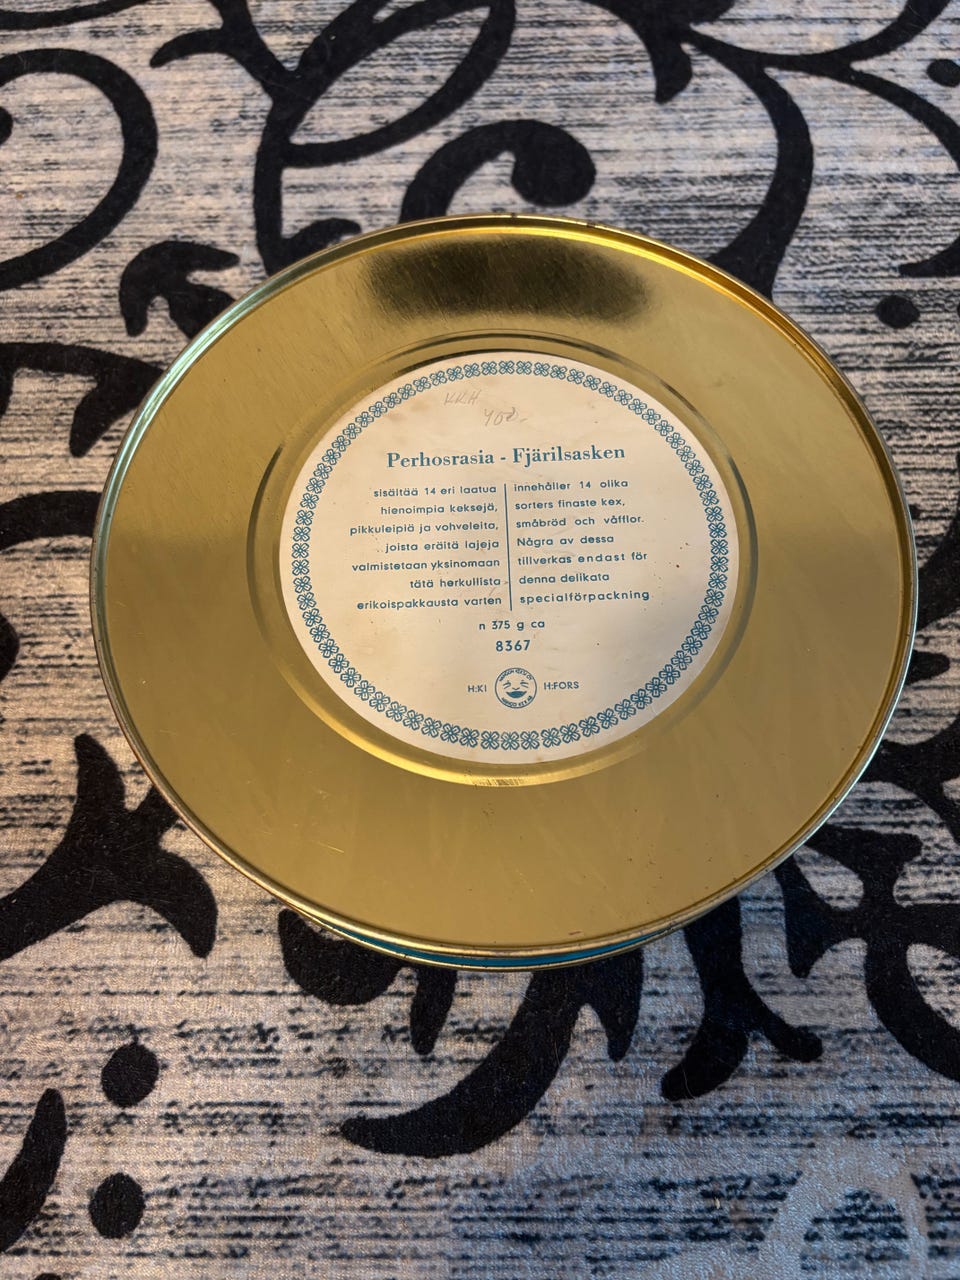 KKH
408-
Perhosrasia - Fjärilsasken
sisältää 14 eri laatua
hienoimpia keksejä,
pikkuleipiä ja vohveleita,
joista eräitä lajeja
valmistetaan yksinomaan
tätä herkullista
erikoispakkausta varten
innehåller 14 olika
sorters finaste kex,
småbröd och våfflor.
Några av dessa
tillverkas endast för
denna delikata
specialförpackning
n 375 g ca
8367
H:KI H:FORS